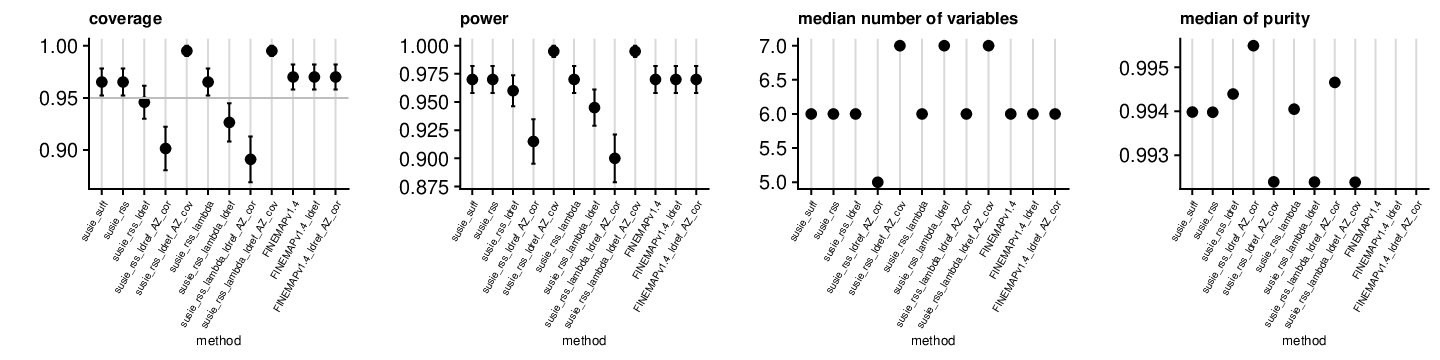 coverage
1.00
0.95
0.90
susie_suff
susie_rss
susie_rss_ldref
susie_rss_ldref_AZ_cor
susie_rss_ldref_AZ_cov
susie_rss_lambda
susie_rss_lambda_ldref
susie_rss_lambda_ldref_AZ_cor
susie_rss_lambda_ldref_AZ_cov
FINEMAPv1.4
FINEMAPv1.4_ldref
FINEMAPv1.4_ldref_AZ_cor
method
power
1.000
0.975
0.950
0.925
0.900
0.875
susie_suff
susie_rss
susie_rss_ldref
susie_rss_ldref_AZ_cor
susie_rss_ldref_AZ_cov
susie_rss_lambda
susie_rss_lambda_ldref
susie_rss_lambda_ldref_AZ_cor
susie_rss_lambda_ldref_AZ_cov
FINEMAPv1.4
FINEMAPv1.4_ldref
FINEMAPv1.4_ldref_AZ_cor
method
median number of variables
7.0
6.5
6.0
5.5
5.0
susie_suff
susie_rss
susie_rss_ldref
susie_rss_ldref_AZ_cor
susie_rss_ldref_AZ_cov
susie_rss_lambda
susie_rss_lambda_ldref
susie_rss_lambda_ldref_AZ_cor
susie_rss_lambda_ldref_AZ_cov
FINEMAPv1.4
FINEMAPv1.4_ldref
FINEMAPv1.4_ldref_AZ_cor
method
median of purity
0.995
0.994
0.993
susie_suff
susie_rss
susie_rss_ldref
susie_rss_ldref_AZ_cor
susie_rss_ldref_AZ_cov
susie_rss_lambda
susie_rss_lambda_ldref
susie_rss_lambda_ldref_AZ_cor
susie_rss_lambda_ldref_AZ_cov
FINEMAPv1.4
FINEMAPv1.4_ldref
FINEMAPv1.4_ldref_AZ_cor
method